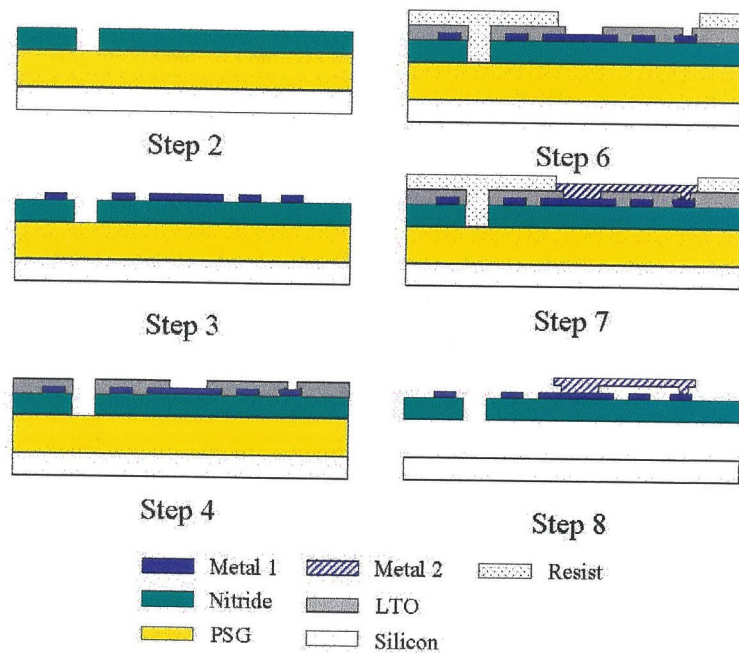 Step 2
Step 6
Step 3
Step 7
Step 4
Step 8
Metal 1
Metal 2
Resist
Nitride
LTO
PSG
Silicon